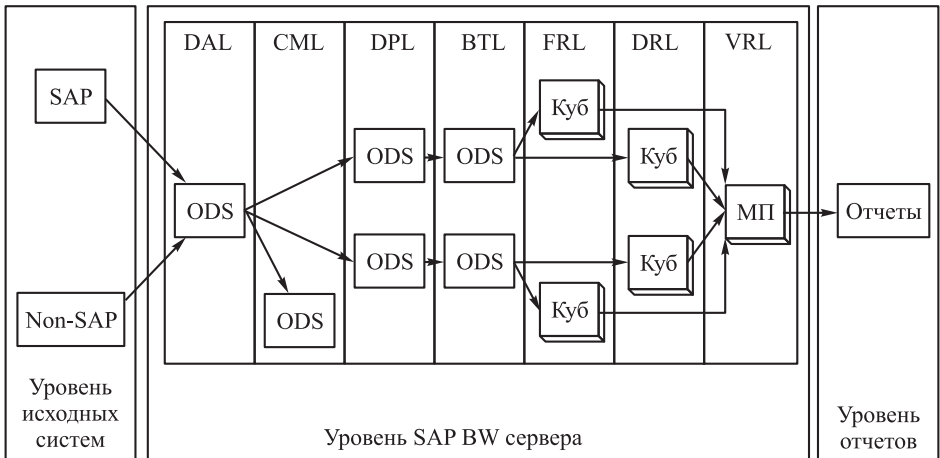 DAL CML DPL BTL FRL DRL VRL
SAP
Куб
ODS
ODS
Куб
ODS
МП
Отчеты
ODS
ODS
Куб
Non-SAP
ODS
Куб
Уровень
исходных
систем
Уровень SAP BW сервера
Уровень
отчетов